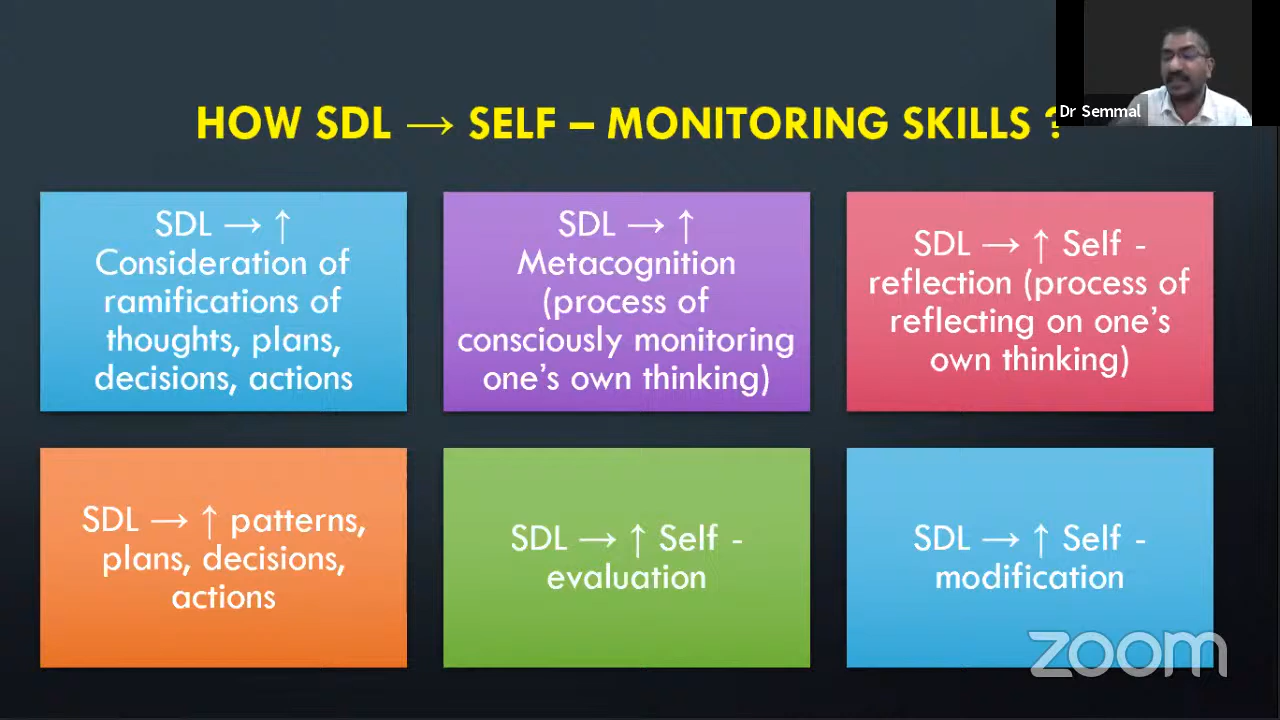 Dr Semmal
HOW SDL → SELF – MONITORING SKILLS ?
SDL → ↑
Consideration of
ramifications of
thoughts, plans,
decisions, actions
SDL → ↑
Metacognition
(process of
consciously monitoring
one’s own thinking)
SDL → ↑ Self -
reflection (process of
reflecting on one’s
own thinking)
SDL → ↑ patterns,
plans, decisions,
actions
SDL → ↑ Self -
evaluation
SDL → ↑ Self -
modification
zoom